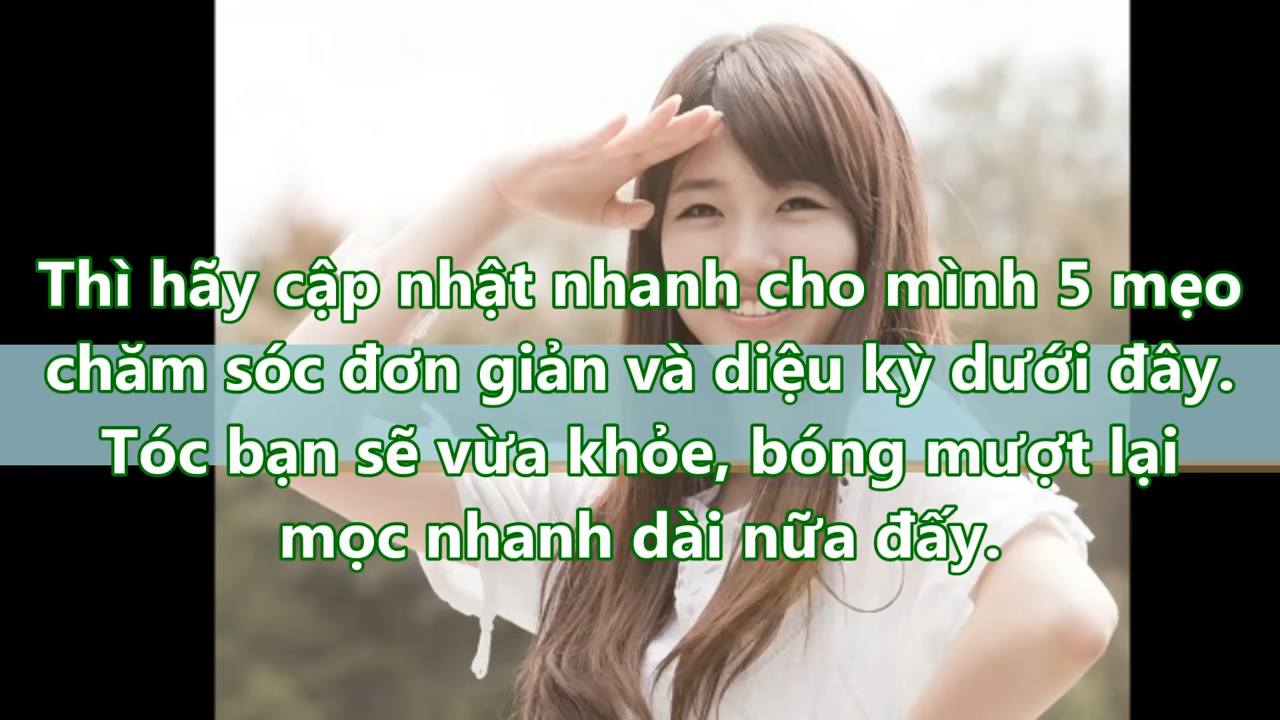 Thì hãy cập nhật nhanh cho mình 5 mẹo
chăm sóc đơn giản và diệu kỳ dưới đây.
Tóc bạn sẽ vừa khỏe, bóng mượt lại
mọc nhanh dài nữa đấy.